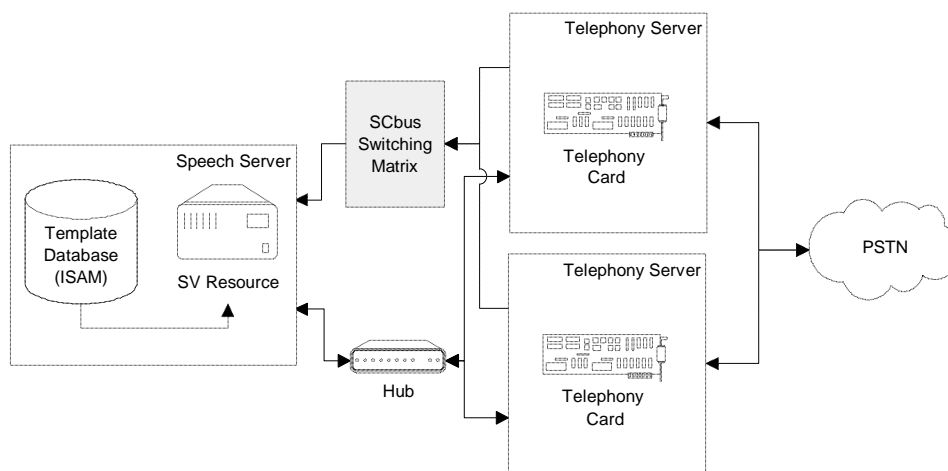 Telephony Server
SCbus
Switching
Matrix
Telephony
Card
Speech Server
Template
Database
(ISAM)
SV Resource
PSTN
Telephony Server
Hub
Telephony
Card